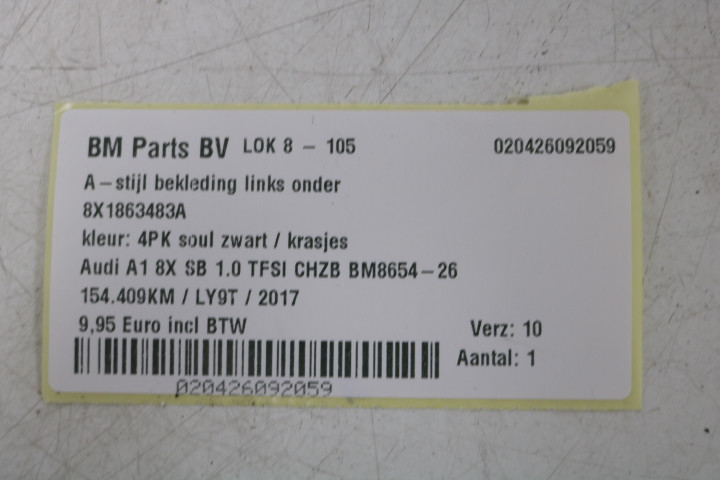 BM Parts BV LOK 8 - 105 020426092059
A-stijl bekleding links onder
8X1863483A
kleur: 4PK soul zwart / krasjes
Audi A1 8X SB 1.0 TFSI CHZB BM8654-26
154.409KM / LY9T / 2017
9,95 Euro incl BTW Verz: 10
Aantal: 1
020426092059